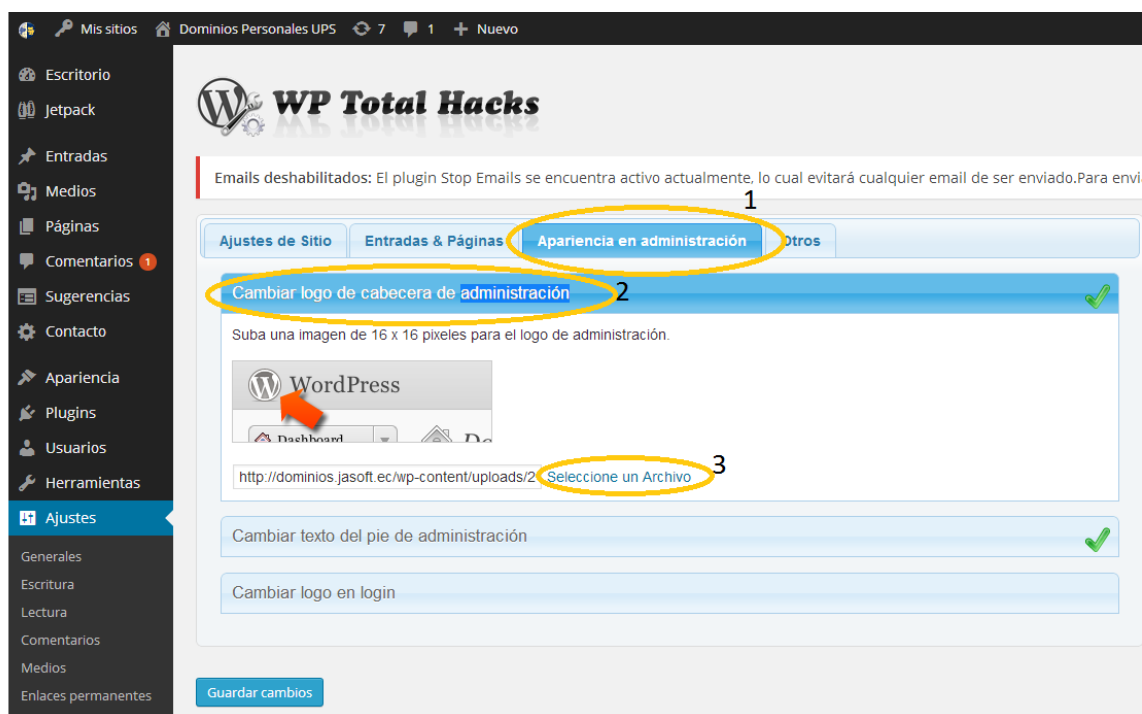 Mis sitios Dominios Personales UPS 7 1 + Nuevo
Escritorio
Jetpack
Entradas
Medios
Páginas
Comentarios 1
Sugerencias
Contacto
Apariencia
Plugins
Usuarios
Herramientas
Ajustes
Generales
Escritura
Lectura
Comentarios
Medios
Enlaces permanentes
WP Total Hacks
Emails deshabilitados: El plugin Stop Emails se encuentra activo actualmente, lo cual evitará cualquier email de ser enviado.Para envi
1
Ajustes de Sitio Entradas & Páginas Apariencia en administración Otros
Cambiar logo de cabecera de administración 2
Suba una imagen de 16 x 16 pixeles para el logo de administración.
WordPress
Dashboard
3
http://dominios.jasoft.ec/wp-content/uploads/2 Seleccione un Archivo
Cambiar texto del pie de administración
Cambiar logo en login
Guardar cambios